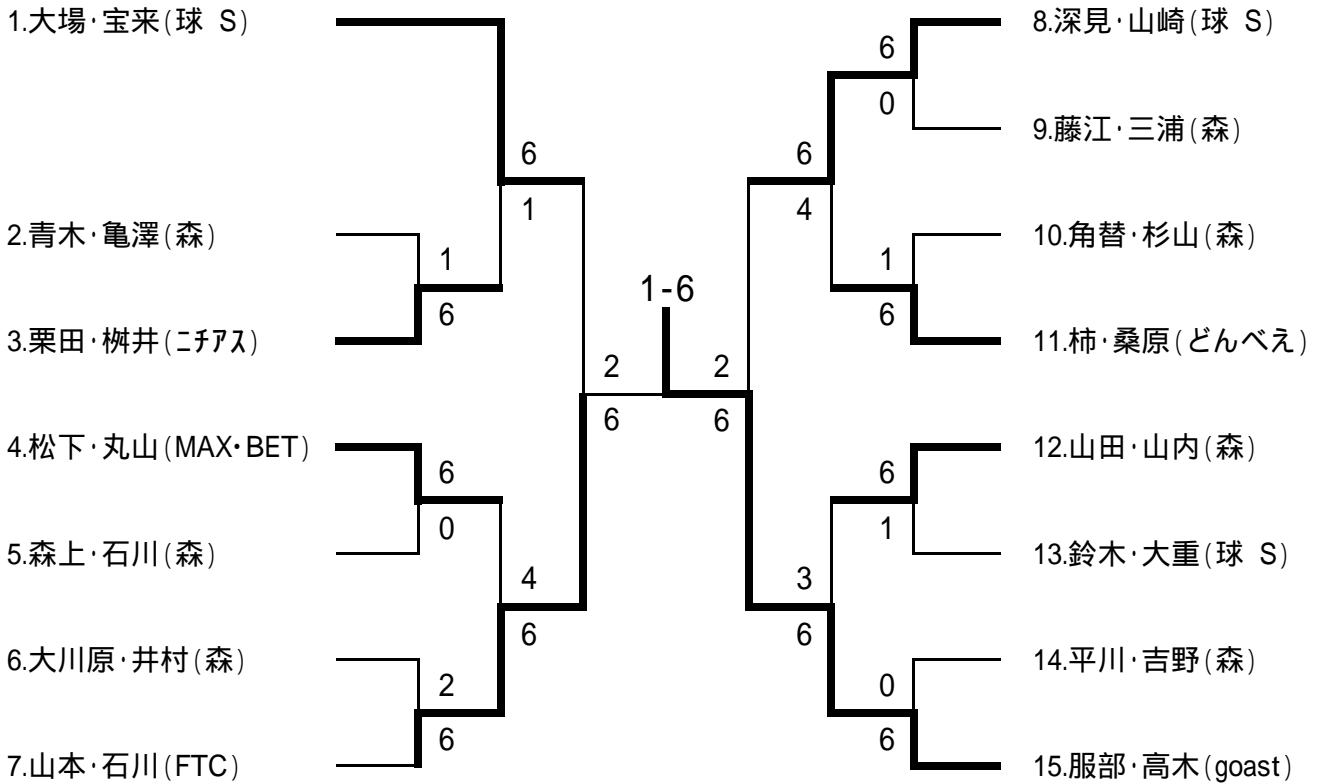 1.大場・宝来(球 S)
2.青木・亀澤(森)
3.栗田・桝井(ニチアス)
4.松下・丸山(MAX・BET)
5.森上・石川(森)
6.大川原・井村(森)
7.山本・石川(FTC)
6
1
1
6
6
0
4
6
2
6
2
6
1-6
2
6
6
0
6
4
1
6
6
1
3
6
0
6
8.深見・山崎(球 S)
9.藤江・三浦(森)
10.角替・杉山(森)
11.柿・桑原(どんべえ)
12.山田・山内(森)
13.鈴木・大重(球 S)
14.平川・吉野(森)
15.服部・高木(goast)